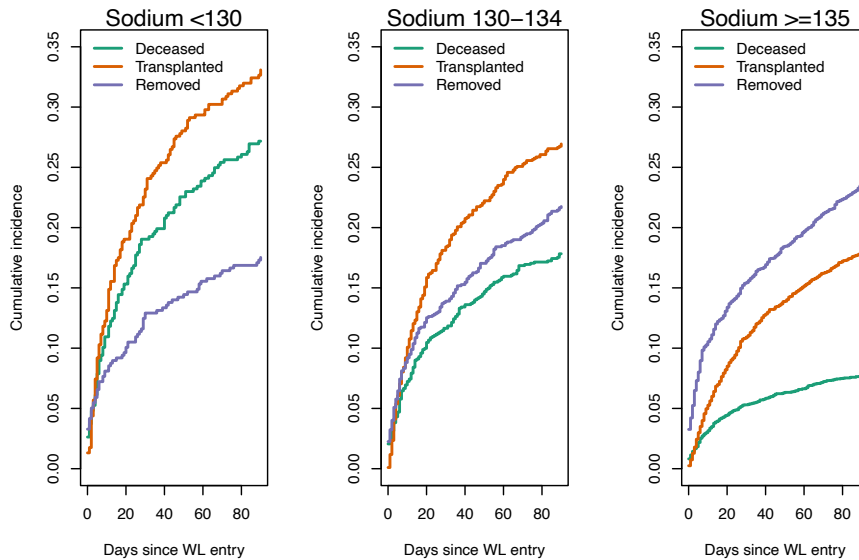 Sodium <130
Cumulative incidence
0.00 0.05 0.10 0.15 0.20 0.25 0.30 0.35
Deceased
Transplanted
Removed
0 20 40 60 80
Days since WL entry
Sodium 130−134
Cumulative incidence
0.00 0.05 0.10 0.15 0.20 0.25 0.30 0.35
Deceased
Transplanted
Removed
0 20 40 60 80
Days since WL entry
Sodium >=135
Cumulative incidence
0.00 0.05 0.10 0.15 0.20 0.25 0.30 0.35
Deceased
Transplanted
Removed
0 20 40 60 80
Days since WL entry